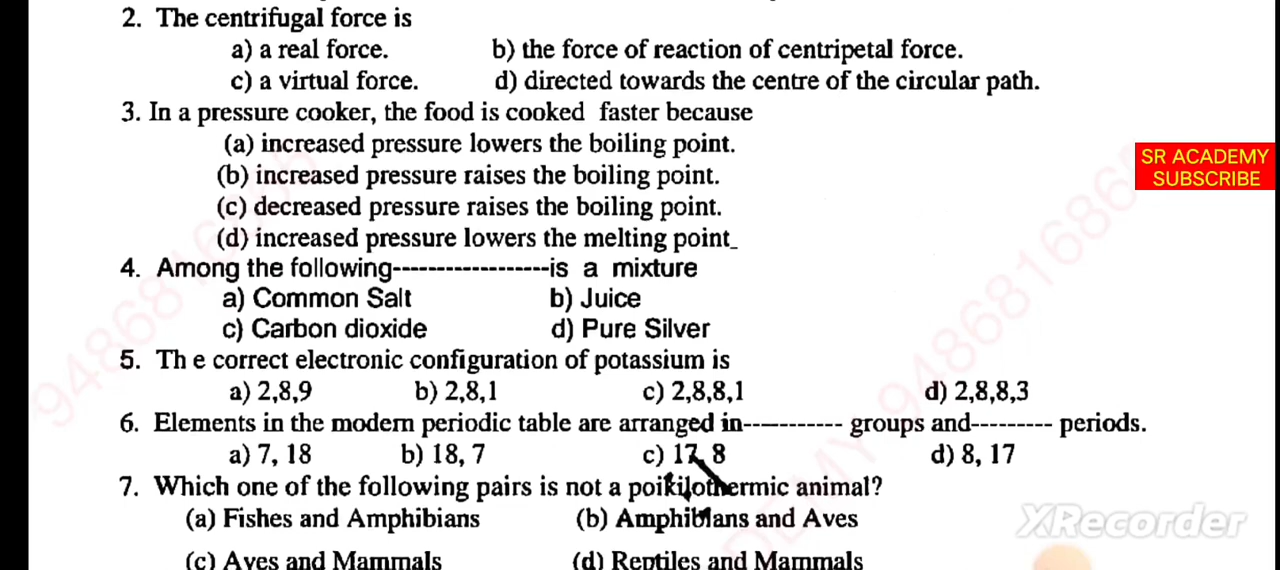 2. The centrifugal force is
a) a real force. b) the force of reaction of centripetal force.
c) a virtual force. d) directed towards the centre of the circular path.
3. In a pressure cooker, the food is cooked faster because
(a) increased pressure lowers the boiling point.
(b) increased pressure raises the boiling point.
(c) decreased pressure raises the boiling point.
(d) increased pressure lowers the melting point_
SR ACADEMY
SUBSCRIBE
4. Among the following-------------------is a mixture
a) Common Salt b) Juice
c) Carbon dioxide d) Pure Silver
5. Th e correct electronic configuration of potassium is
a) 2,8,9 b) 2,8,1 c) 2,8,8,1 d) 2,8,8,3
6. Elements in the modern periodic table are arranged in----------- groups and--------- periods.
a) 7, 18 b) 18, 7 c) 17, 8 d) 8, 17
7. Which one of the following pairs is not a poikilothermic animal?
(a) Fishes and Amphibians (b) Amphibians and Aves
(c) Aves and Mammals (d) Reptiles and Mammals
XRecorder